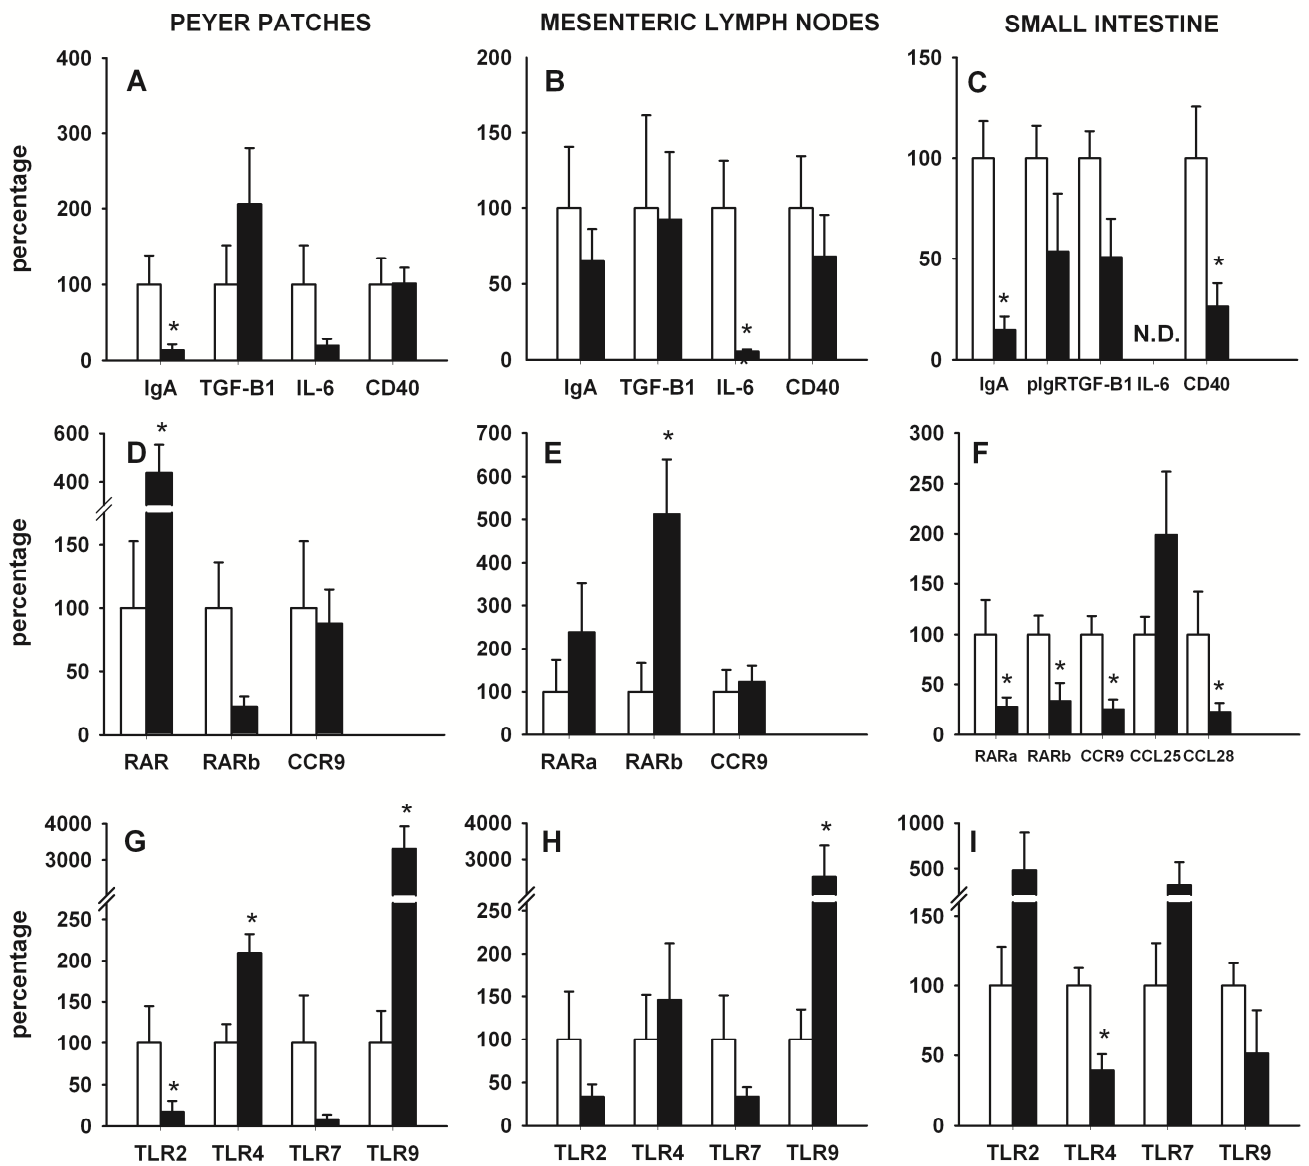 PEYER PATCHES MESENTERIC LYMPH NODES SMALL INTESTINE
A
percentage
400
300
200
100
0
*
IgA TGF-B1 IL-6 CD40
B
200
150
100
50
0
*
IgA TGF-B1 IL-6 CD40
C
150
100
50
0
*
N.D.
*
IgA pIgR TGF-B1 IL-6 CD40
D
percentage
600
400
150
100
50
0
*
RAR RARb CCR9
E
700
600
500
400
300
200
100
0
*
RARa RARb CCR9
F
300
250
200
150
100
50
0
* * * *
RARa RARb CCR9 CCL25 CCL28
G
percentage
4000
3000
250
200
150
100
50
0
* * *
TLR2 TLR4 TLR7 TLR9
H
4000
3000
250
200
150
100
50
0
*
TLR2 TLR4 TLR7 TLR9
I
1000
500
150
100
50
0
*
TLR2 TLR4 TLR7 TLR9